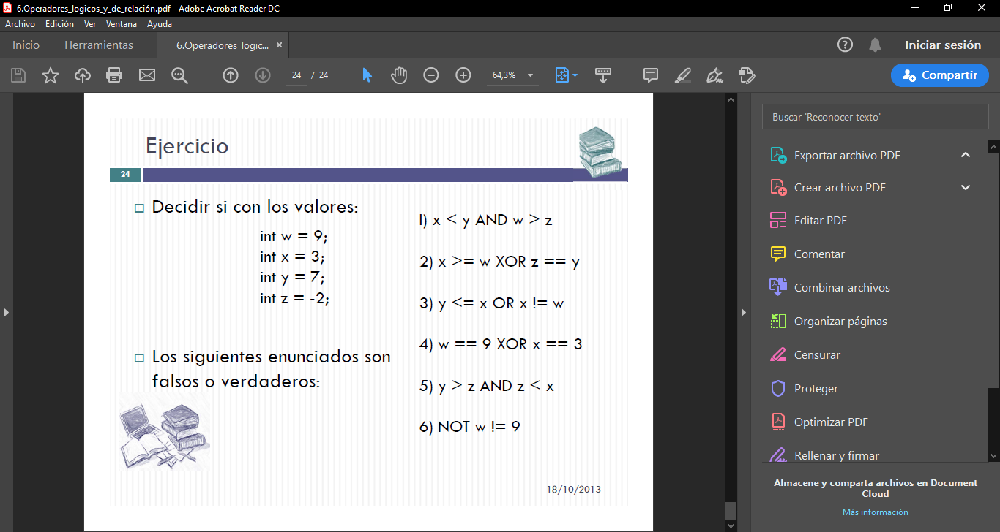 6.Operadores_logicos_y_de_relación.pdf - Adobe Acrobat Reader DC
Archivo Edición Ver Ventana Ayuda
Inicio Herramientas 6.Operadores_logic... × Iniciar sesión
24 / 24 64,3% Compartir
Ejercicio
24
Decidir si con los valores:
int w = 9;
int x = 3;
int y = 7;
int z = -2;
Los siguientes enunciados son
falsos o verdaderos:
1) x < y AND w > z
2) x >= w XOR z == y
3) y <= x OR x != w
4) w == 9 XOR x == 3
5) y > z AND z < x
6) NOT w != 9
18/10/2013
Buscar 'Reconocer texto'
Exportar archivo PDF
Crear archivo PDF
Editar PDF
Comentar
Combinar archivos
Organizar páginas
Censurar
Proteger
Optimizar PDF
Rellenar y firmar
Almacene y comparta archivos en Document
Cloud
Más información